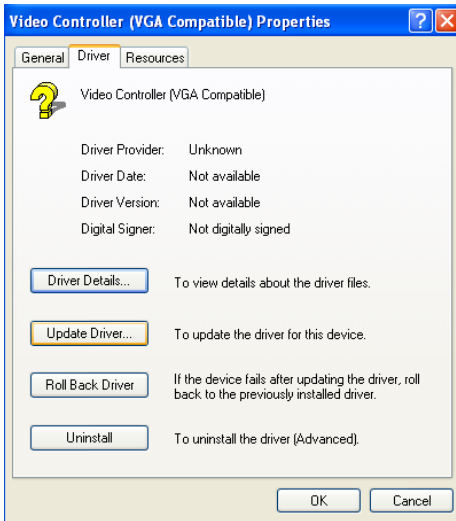 Video Controller (VGA Compatible) Properties
General Driver Resources
Video Controller (VGA Compatible)
Driver Provider: Unknown
Driver Date: Not available
Driver Version: Not available
Digital Signer: Not digitally signed
Driver Details... To view details about the driver files.
Update Driver... To update the driver for this device.
Roll Back Driver If the device fails after updating the driver, roll
back to the previously installed driver.
Uninstall To uninstall the driver (Advanced).
OK Cancel